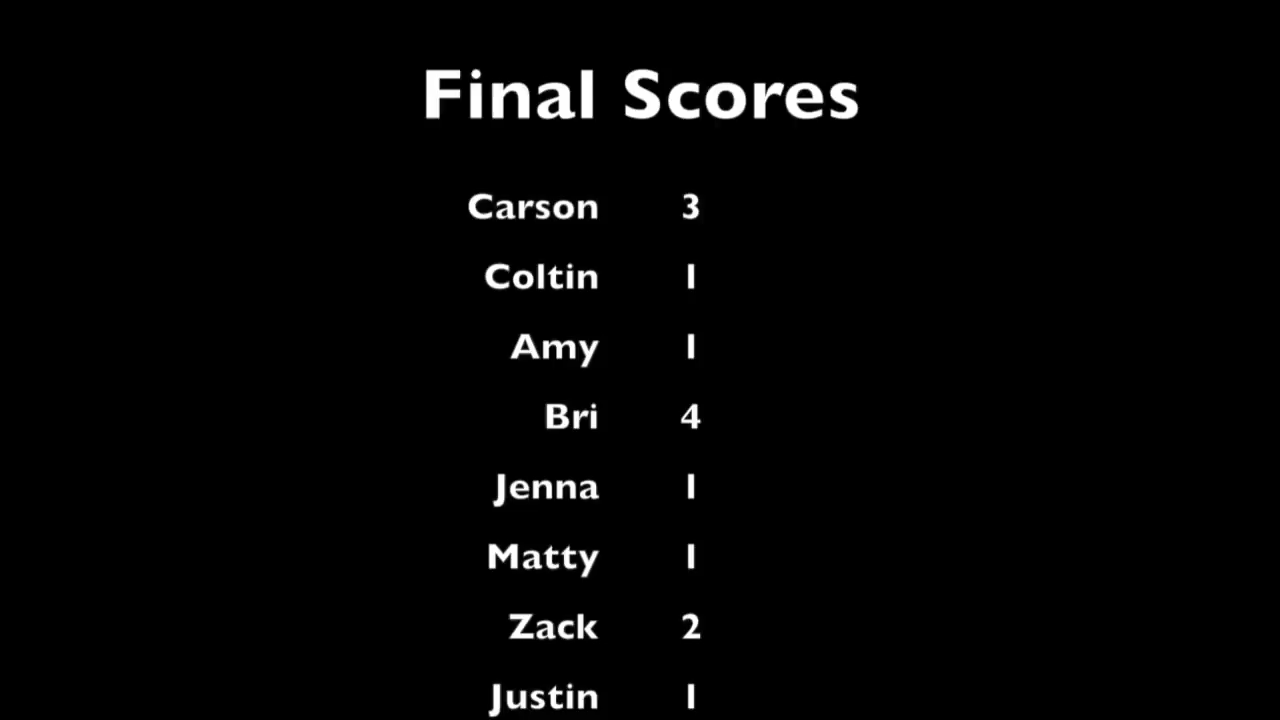 Final Scores
Carson 3
Coltin 1
Amy 1
Bri 4
Jenna 1
Matty 1
Zack 2
Justin 1